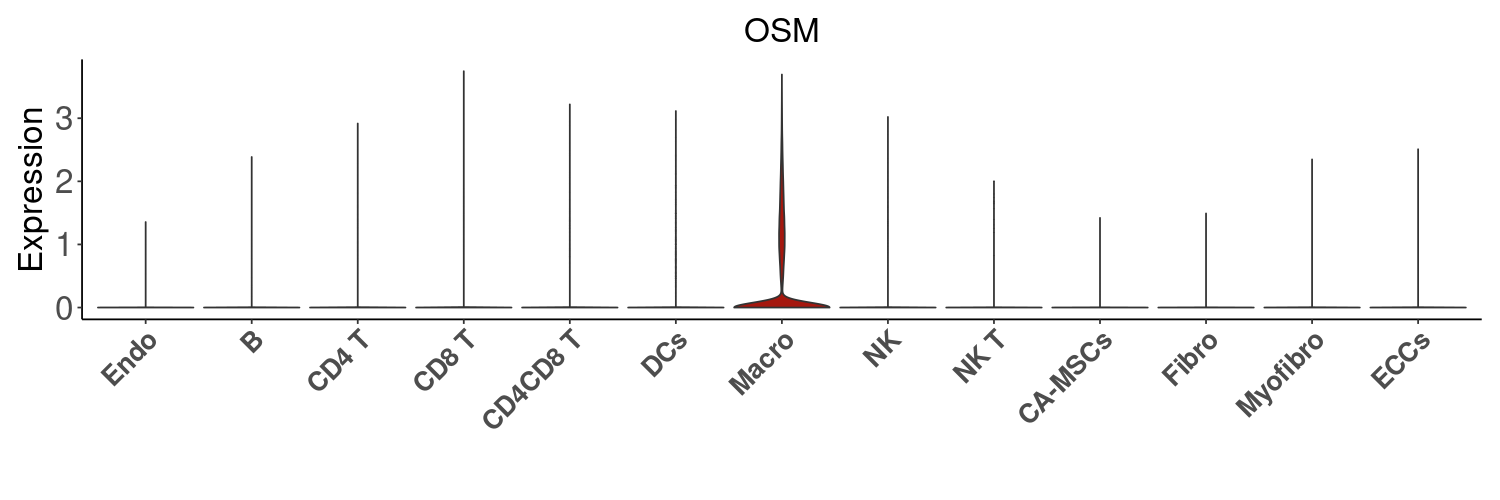 OSM
Expression
3
2
1
0
Endo
B
CD4 T
CD8 T
CD4CD8 T
DCs
Macro
NK
NK T
CA-MSCs
Fibro
Myofibro
ECCs